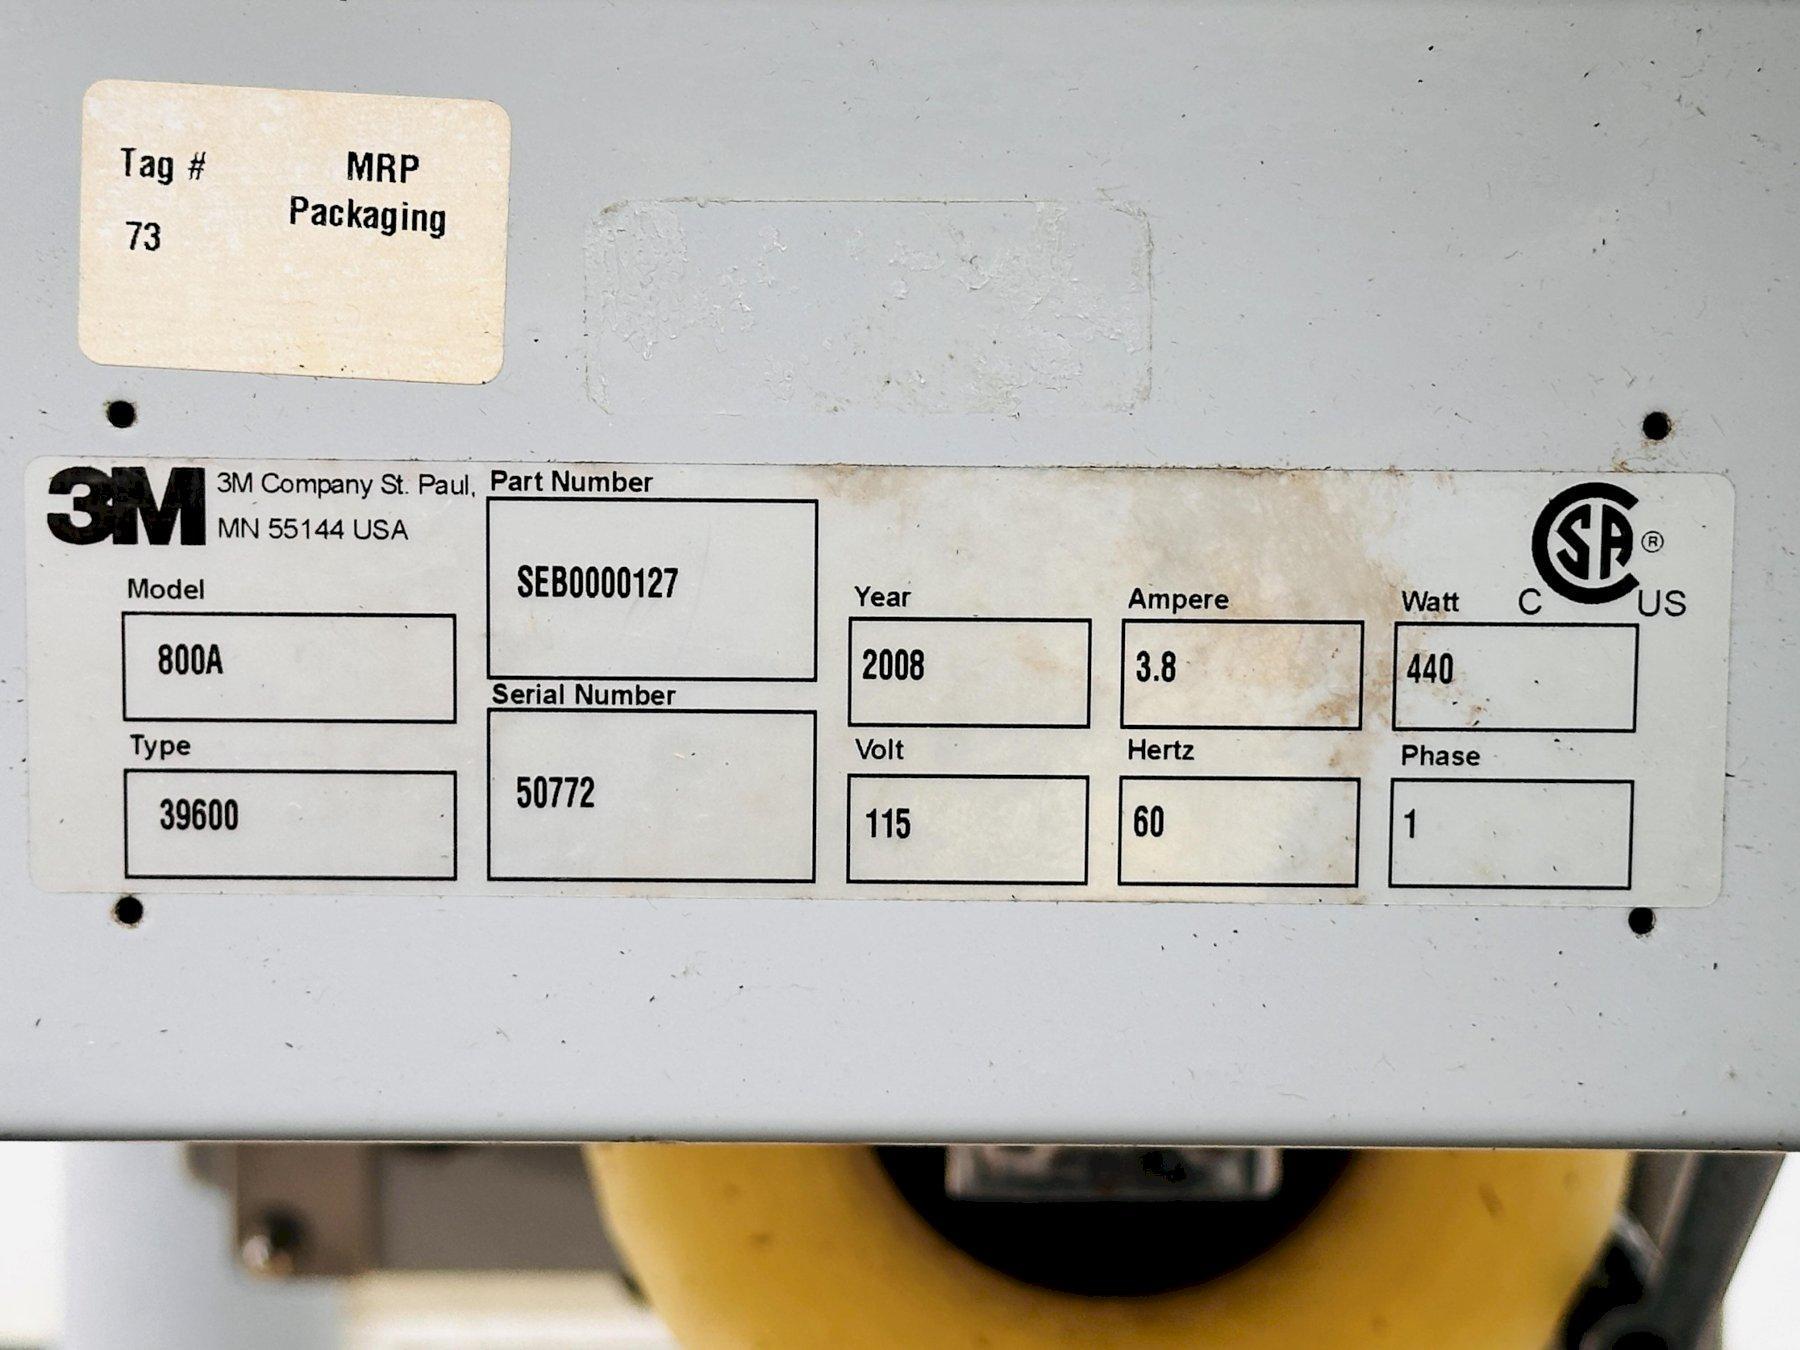 Tag # MRP
Packaging
73
3M 3M Company St. Paul,
MN 55144 USA
Model
800A
Type
39600
Part Number
SEB0000127
Serial Number
50772
Year
2008
Volt
115
Ampere
3.8
Hertz
60
Watt
440
Phase
1
CSA ®
C US